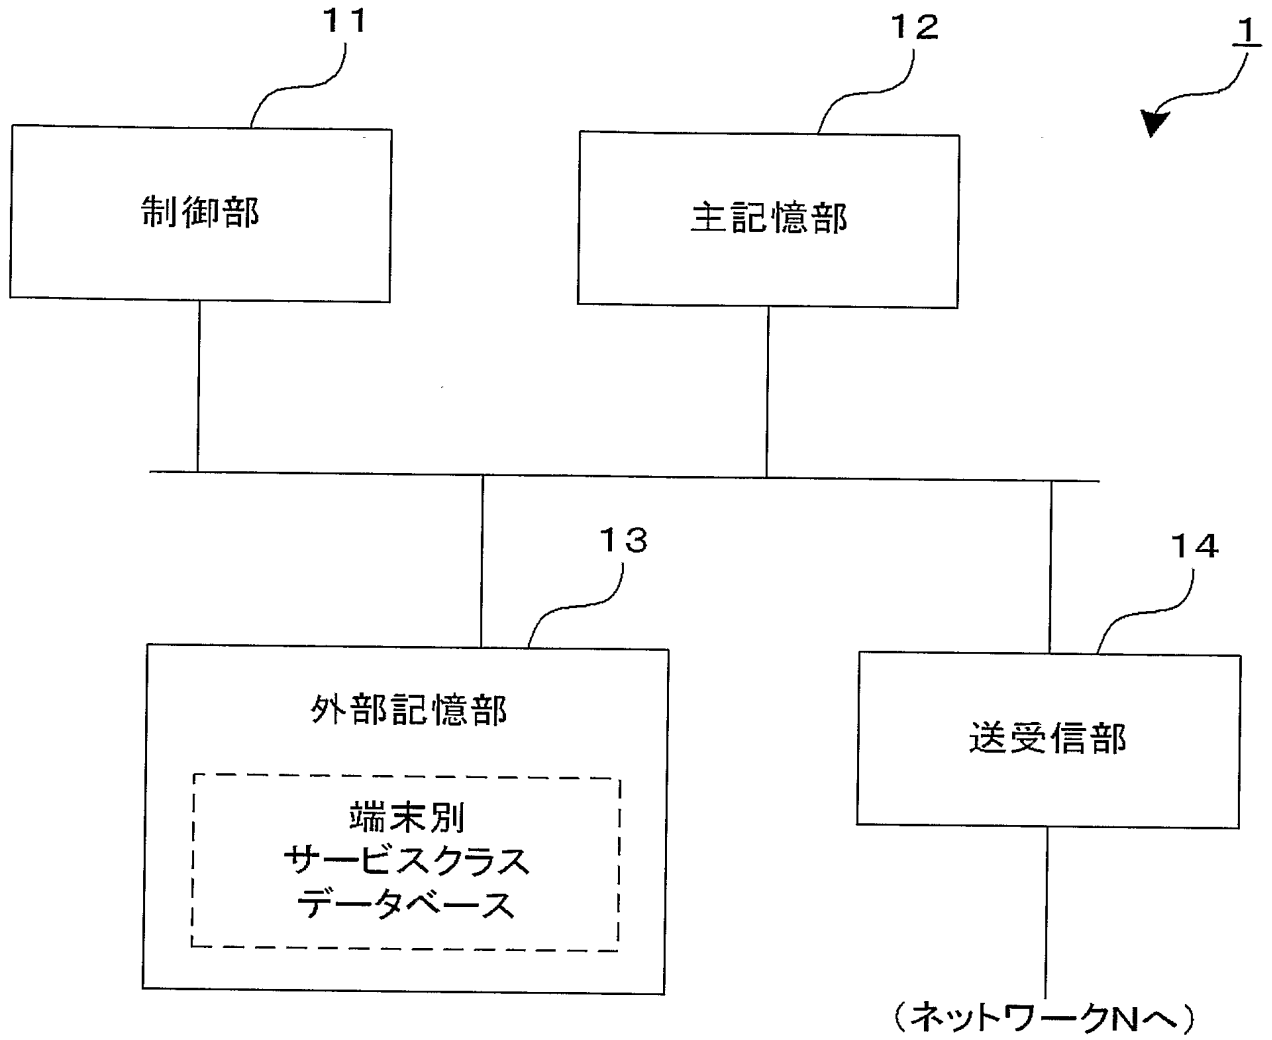 11
12
1
制御部
主記憶部
13
14
外部記憶部
送受信部
端末別
サービスクラス
データベース
(ネットワークNへ)